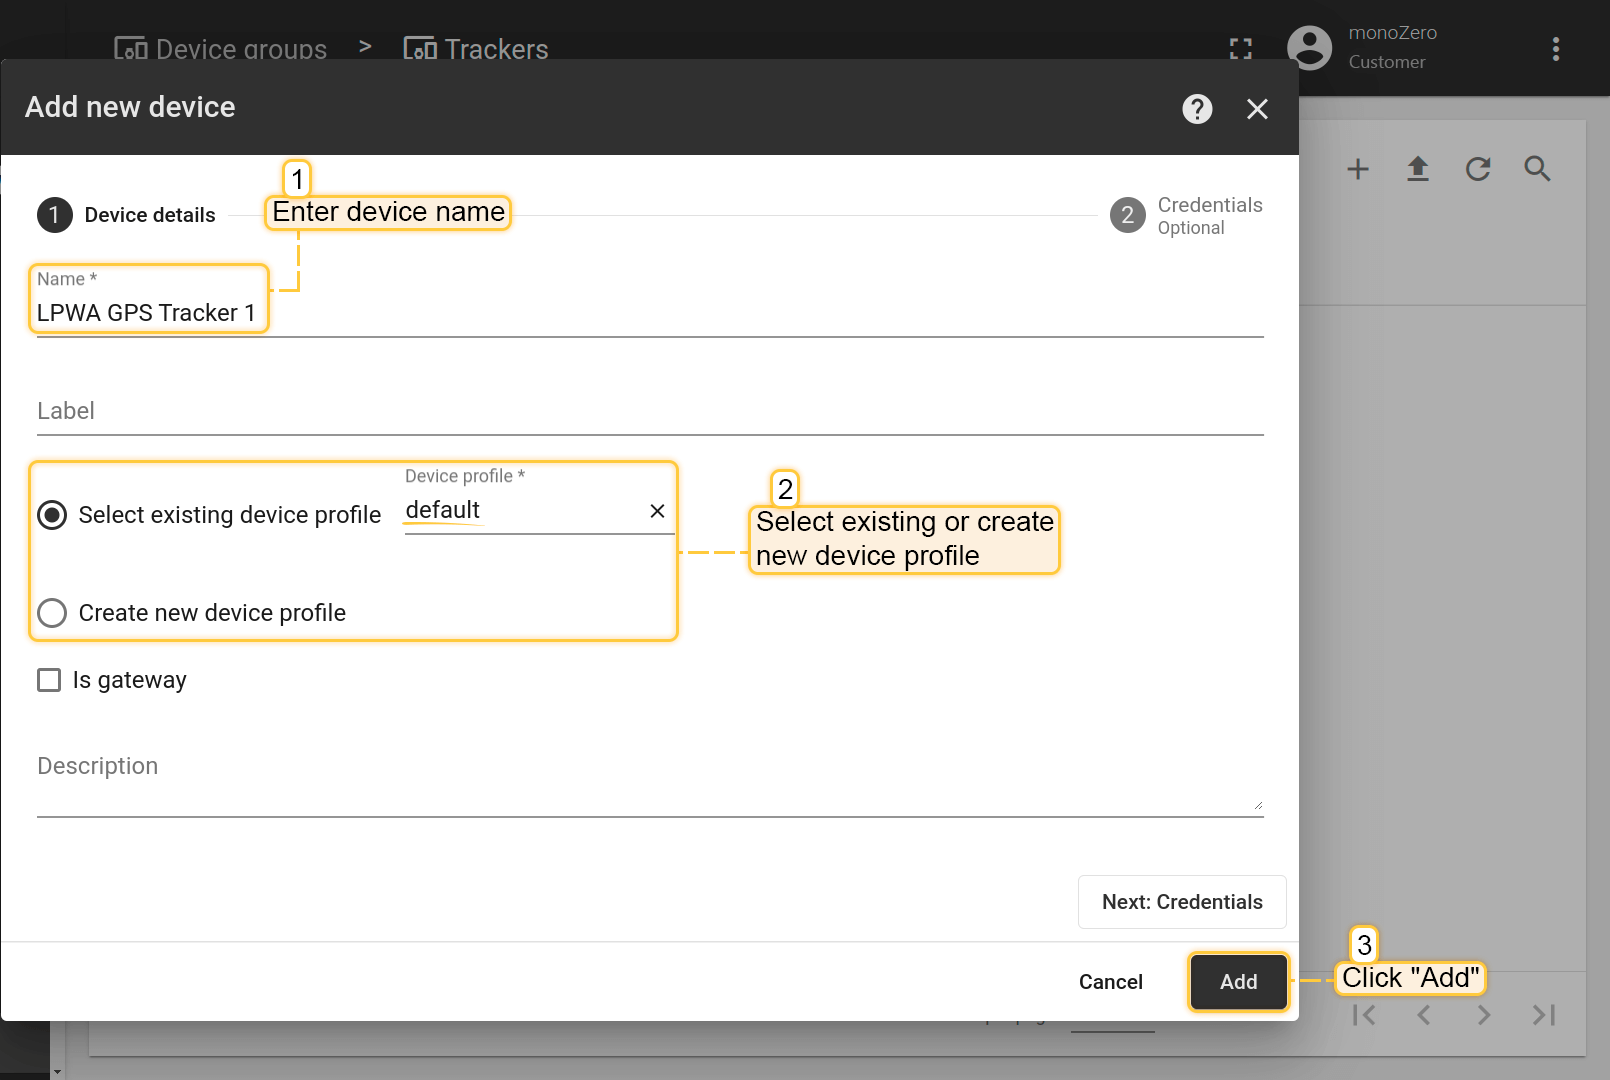 Device groups > Trackers
monoZero
Customer
Add new device
1
Enter device name
1 Device details
2 Credentials
Optional
Name *
LPWA GPS Tracker 1
Label
Device profile *
Select existing device profile default
2
Select existing or create
new device profile
Create new device profile
Is gateway
Description
Next: Credentials
Cancel Add
3
Click "Add"